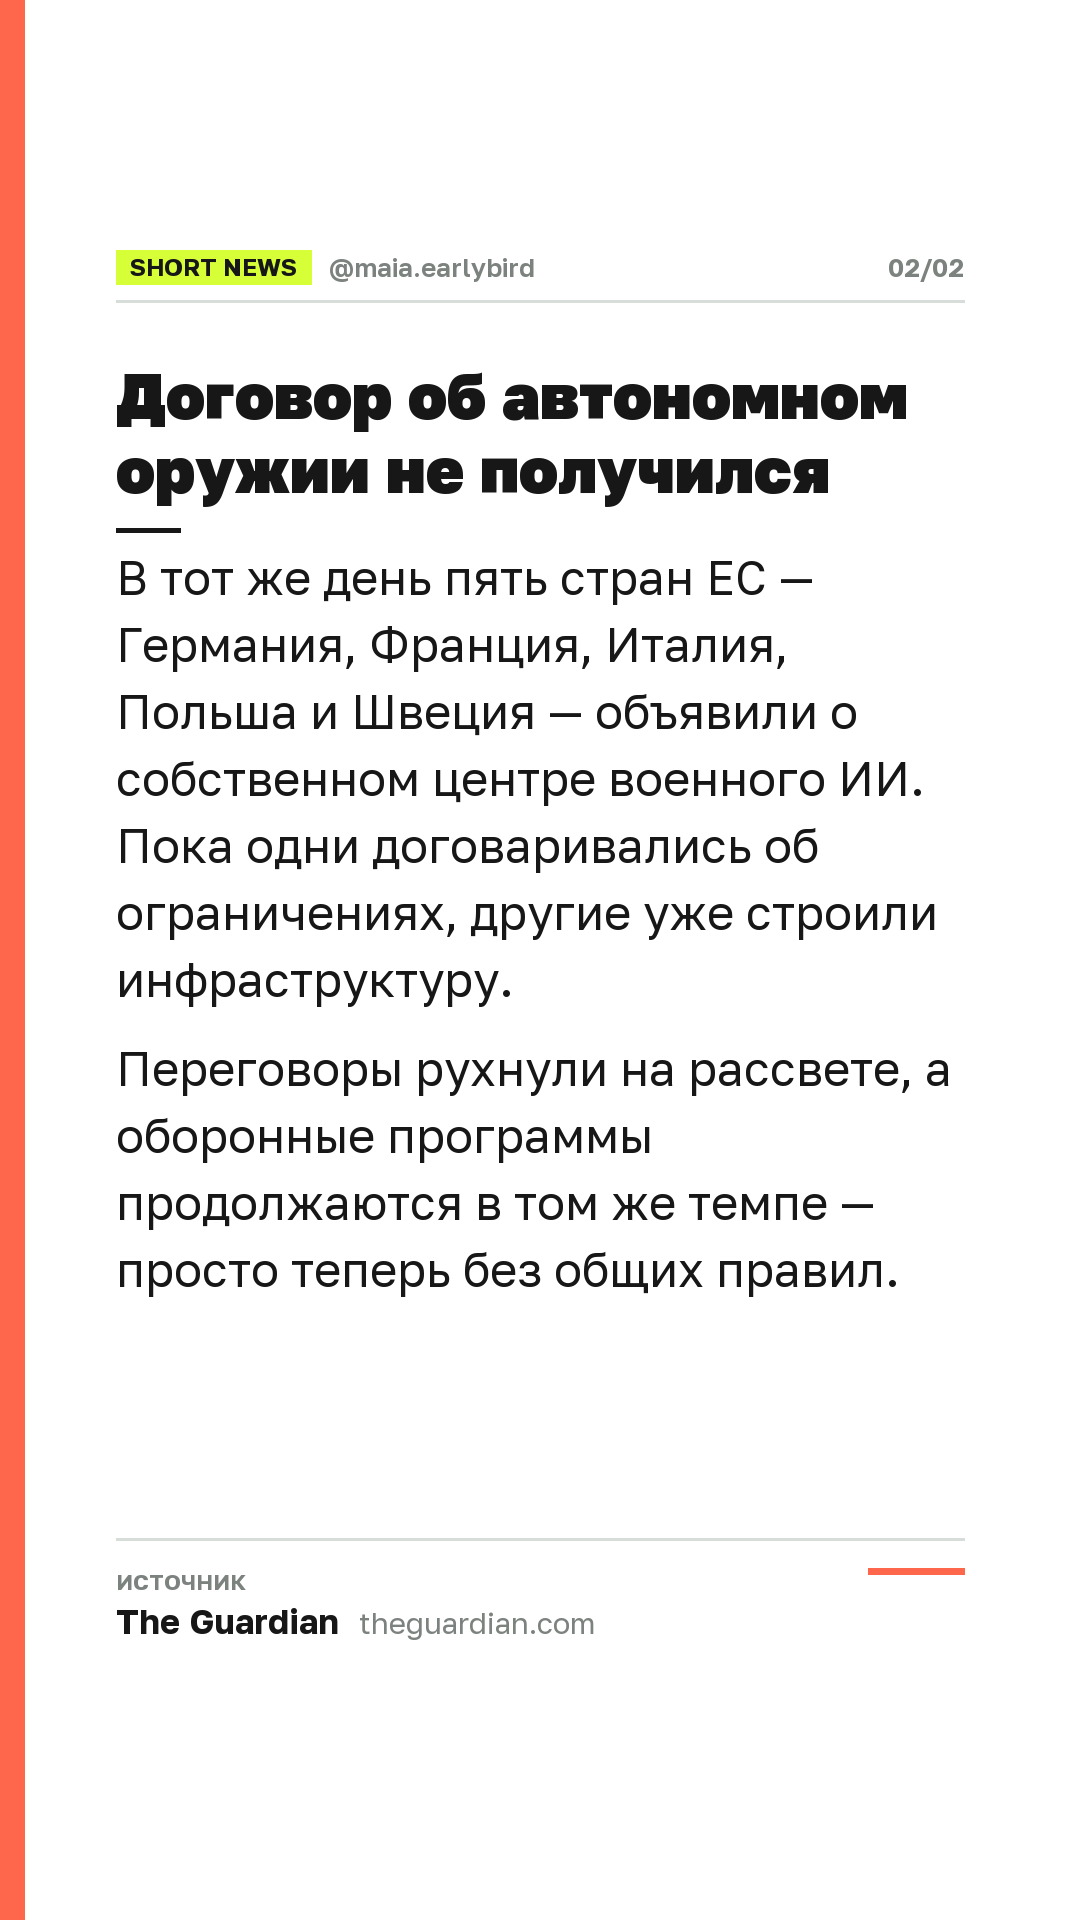 SHORT NEWS @maia.earlybird 02/02
Договор об автономном
оружии не получился
В тот же день пять стран ЕС —
Германия, Франция, Италия,
Польша и Швеция — объявили о
собственном центре военного ИИ.
Пока одни договаривались об
ограничениях, другие уже строили
инфраструктуру.
Переговоры рухнули на рассвете, а
оборонные программы
продолжаются в том же темпе —
просто теперь без общих правил.
источник
The Guardian theguardian.com